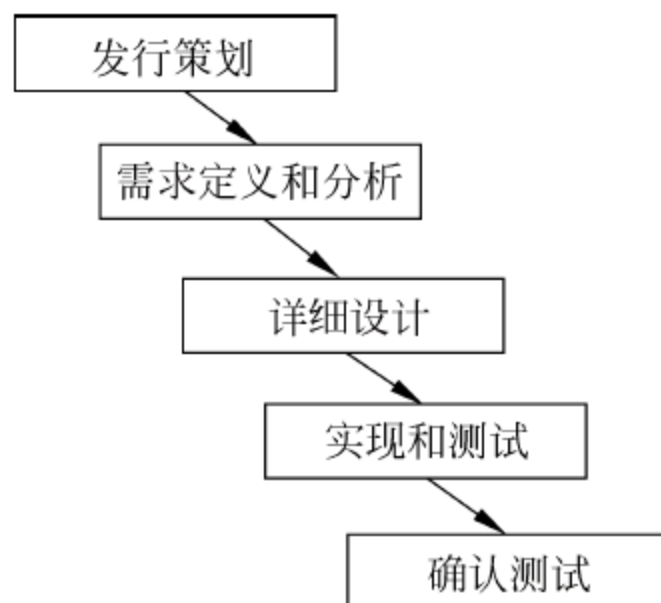 发行策划
需求定义和分析
详细设计
实现和测试
确认测试